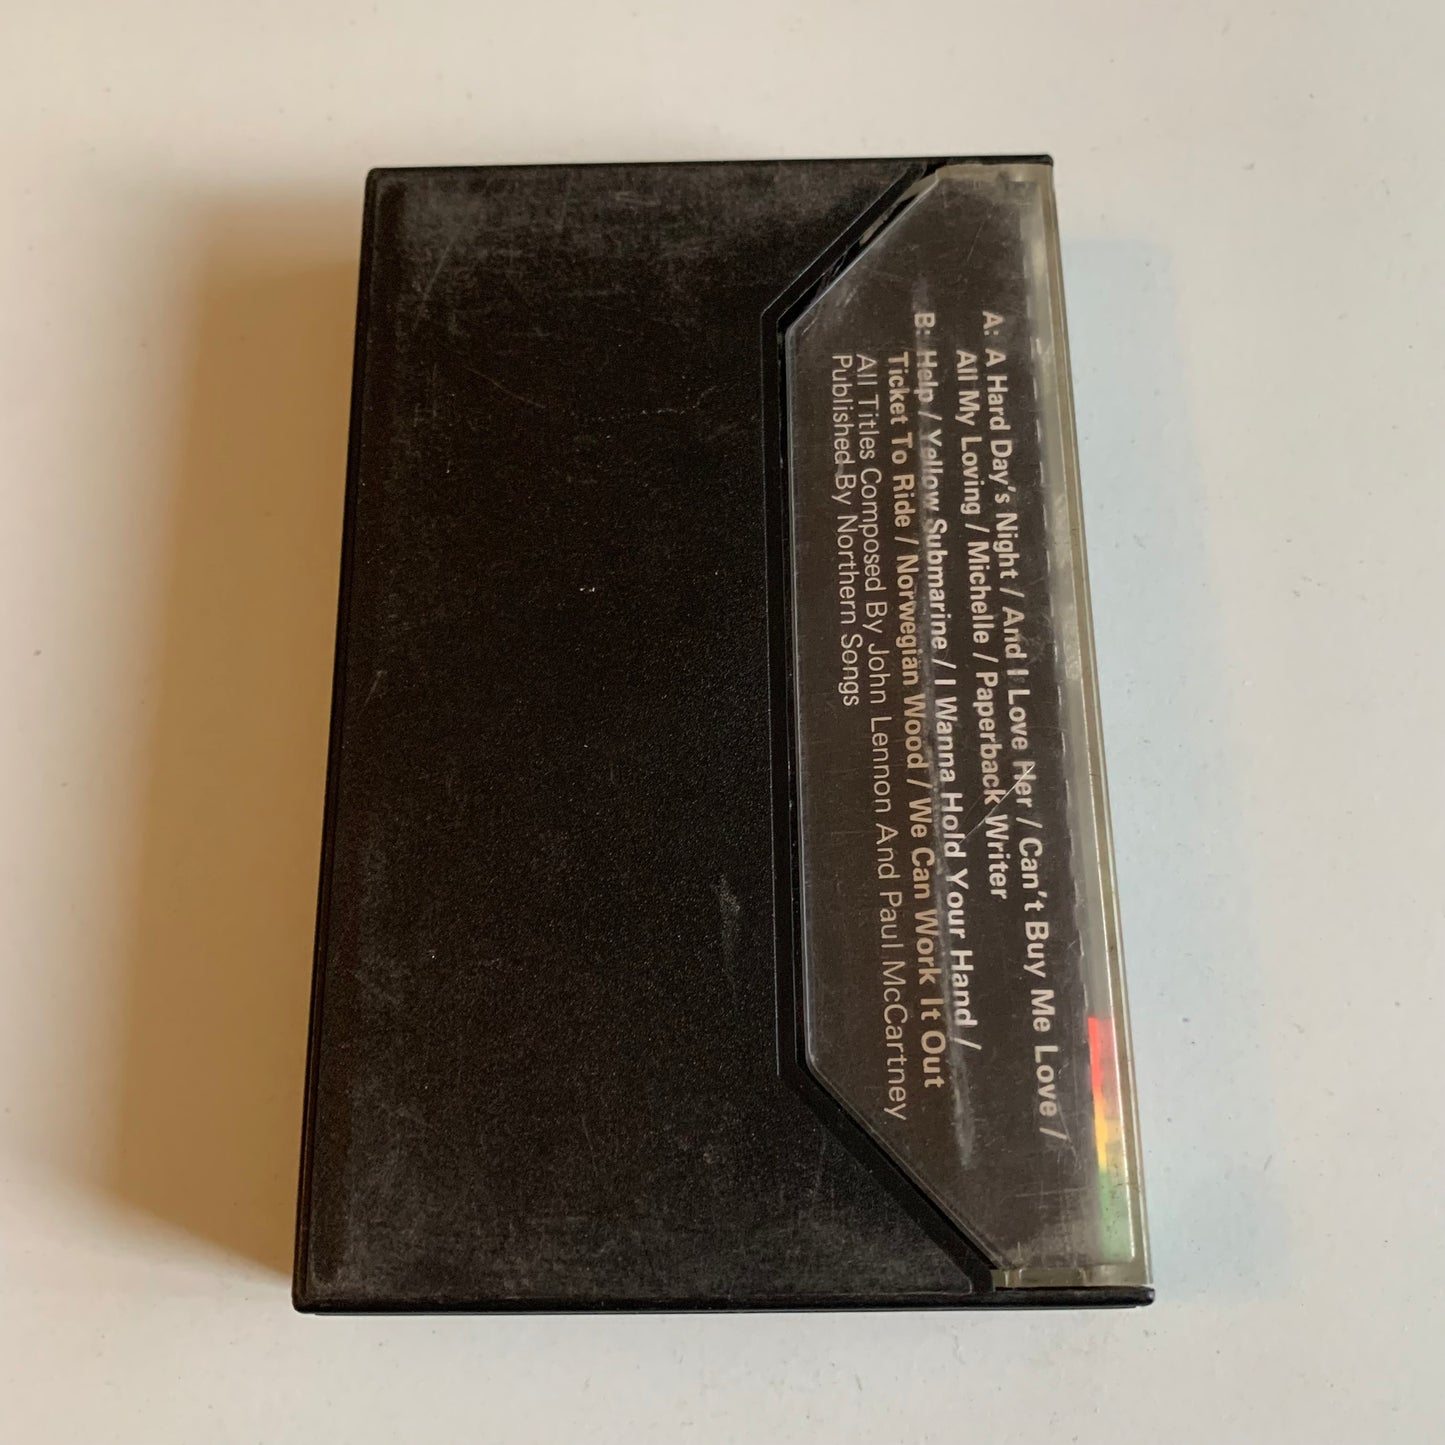 A: A Hard Day's Night / And I Love Her / Can't Buy Me Love /
All My Loving / Michelle / Paperback Writer
B: Help / Yellow Submarine / I Wanna Hold Your Hand /
Ticket To Ride / Norwegian Wood / We Can Work It Out
All Titles Composed By John Lennon And Paul McCartney
Published By Northern Songs